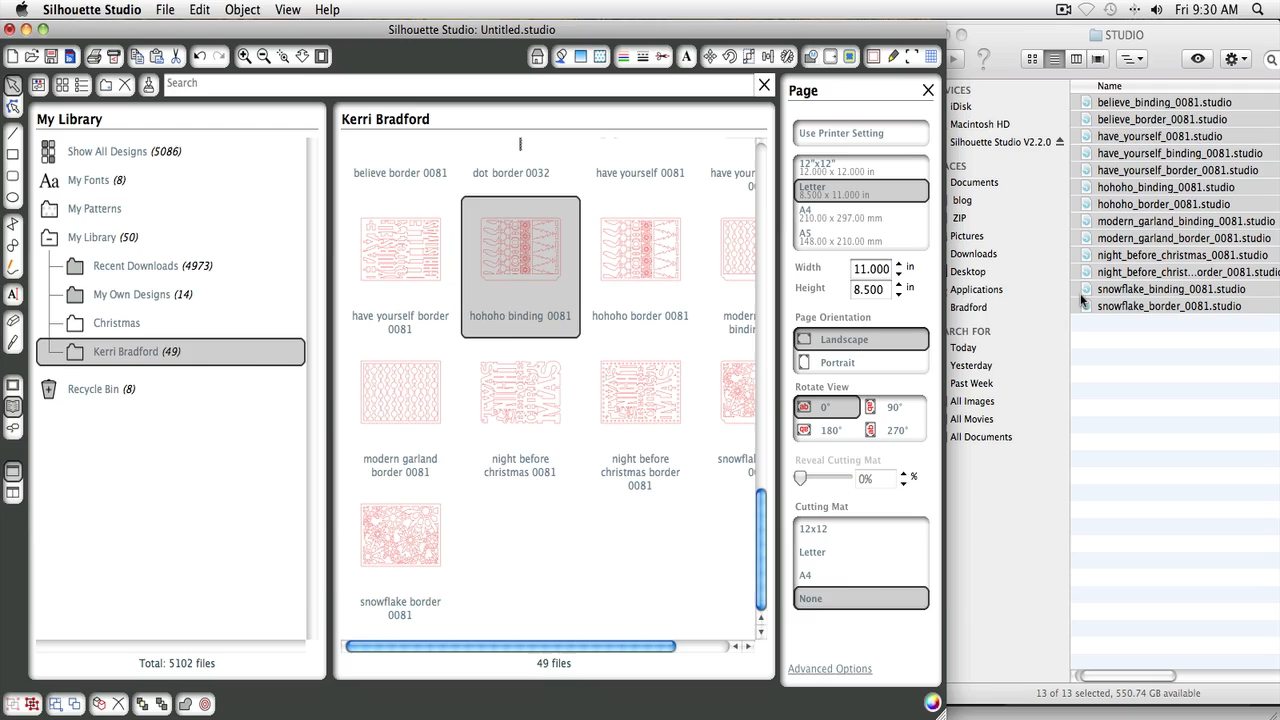 Silhouette Studio File Edit Object View Help
Fri 9:30 AM
Silhouette Studio: Untitled.studio
STUDIO
Search
My Library
Show All Designs (5086)
My Fonts (8)
My Patterns
My Library (50)
Recent Downloads (4973)
My Own Designs (14)
Christmas
Kerri Bradford (49)
Recycle Bin (8)
Total: 5102 files
Kerri Bradford
believe border 0081
dot border 0032
have yourself 0081
have your
have yourself border
0081
hohoho binding 0081
hohoho border 0081
modern
modern garland
border 0081
night before
christmas 0081
night before
christmas border
0081
snowflake border
0081
49 files
Page
Use Printer Setting
12"x12"
12.000 x 12.000 in
Letter
8.500 x 11.000 in
A4
210.00 x 297.00 mm
A5
148.00 x 210.00 mm
Width 11.000 in
Height 8.500 in
Page Orientation
Landscape
Portrait
Rotate View
0° 90°
180° 270°
Reveal Cutting Mat
0% %
Cutting Mat
12x12
Letter
A4
None
Advanced Options
VICES
iDisk
Macintosh HD
Silhouette Studio V2.2.0
ACES
Documents
blog
ZIP
Pictures
Downloads
Desktop
Applications
Bradford
ARCH FOR
Today
Yesterday
Past Week
All Images
All Movies
All Documents
Name
believe_binding_0081.studio
believe_border_0081.studio
have_yourself_0081.studio
have_yourself_binding_0081.studio
have_yourself_border_0081.studio
hohoho_binding_0081.studio
hohoho_border_0081.studio
modern_garland_binding_0081.studio
modern_garland_border_0081.studio
night_before_christmas_0081.studio
night_before_christ...order_0081.studio
snowflake_binding_0081.studio
snowflake_border_0081.studio
13 of 13 selected, 550.74 GB available